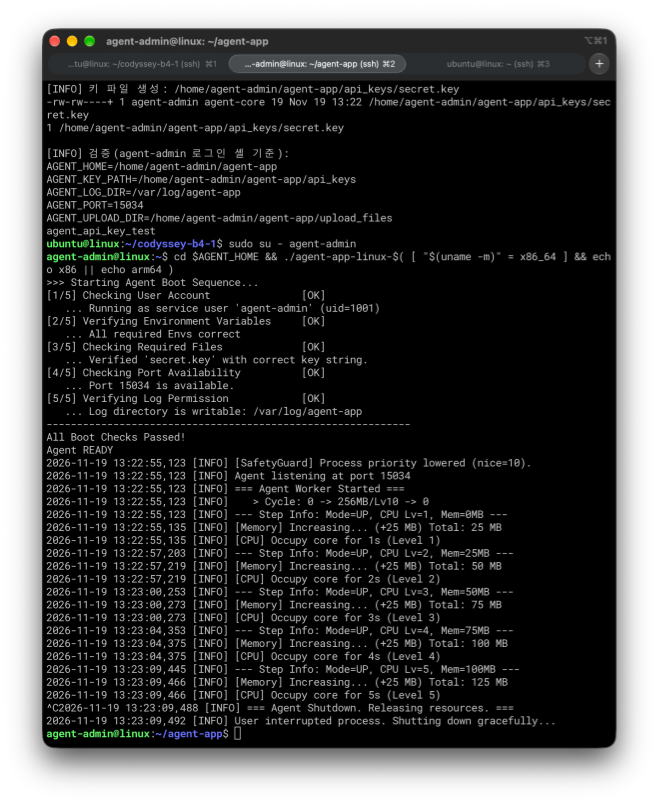 agent-admin@linux: ~/agent-app
⌥⌘1
...tu@linux: ~/codyssey-b4-1 (ssh) ⌘1
...-admin@linux: ~/agent-app (ssh) ⌘2
ubuntu@linux: ~ (ssh) ⌘3
+
[INFO] 키 파일 생성: /home/agent-admin/agent-app/api_keys/secret.key
-rw-rw----+ 1 agent-admin agent-core 19 Nov 19 13:22 /home/agent-admin/agent-app/api_keys/sec
ret.key
1 /home/agent-admin/agent-app/api_keys/secret.key
[INFO] 검증(agent-admin 로그인 셸 기준):
AGENT_HOME=/home/agent-admin/agent-app
AGENT_KEY_PATH=/home/agent-admin/agent-app/api_keys
AGENT_LOG_DIR=/var/log/agent-app
AGENT_PORT=15034
AGENT_UPLOAD_DIR=/home/agent-admin/agent-app/upload_files
agent_api_key_test
ubuntu@linux:~/codyssey-b4-1$ sudo su - agent-admin
agent-admin@linux:~$ cd $AGENT_HOME && ./agent-app-linux-$( [ "$(uname -m)" = x86_64 ] && ech
o x86 || echo arm64 )
>>> Starting Agent Boot Sequence...
[1/5] Checking User Account [OK]
... Running as service user 'agent-admin' (uid=1001)
[2/5] Verifying Environment Variables [OK]
... All required Envs correct
[3/5] Checking Required Files [OK]
... Verified 'secret.key' with correct key string.
[4/5] Checking Port Availability [OK]
... Port 15034 is available.
[5/5] Verifying Log Permission [OK]
... Log directory is writable: /var/log/agent-app
------------------------------------------------------------
All Boot Checks Passed!
Agent READY
2026-11-19 13:22:55,123 [INFO] [SafetyGuard] Process priority lowered (nice=10).
2026-11-19 13:22:55,123 [INFO] Agent listening at port 15034
2026-11-19 13:22:55,123 [INFO] === Agent Worker Started ===
2026-11-19 13:22:55,123 [INFO] > Cycle: 0 -> 256MB/Lv10 -> 0
2026-11-19 13:22:55,123 [INFO] --- Step Info: Mode=UP, CPU Lv=1, Mem=0MB ---
2026-11-19 13:22:55,135 [INFO] [Memory] Increasing... (+25 MB) Total: 25 MB
2026-11-19 13:22:55,135 [INFO] [CPU] Occupy core for 1s (Level 1)
2026-11-19 13:22:57,203 [INFO] --- Step Info: Mode=UP, CPU Lv=2, Mem=25MB ---
2026-11-19 13:22:57,219 [INFO] [Memory] Increasing... (+25 MB) Total: 50 MB
2026-11-19 13:22:57,219 [INFO] [CPU] Occupy core for 2s (Level 2)
2026-11-19 13:23:00,253 [INFO] --- Step Info: Mode=UP, CPU Lv=3, Mem=50MB ---
2026-11-19 13:23:00,273 [INFO] [Memory] Increasing... (+25 MB) Total: 75 MB
2026-11-19 13:23:00,273 [INFO] [CPU] Occupy core for 3s (Level 3)
2026-11-19 13:23:04,353 [INFO] --- Step Info: Mode=UP, CPU Lv=4, Mem=75MB ---
2026-11-19 13:23:04,375 [INFO] [Memory] Increasing... (+25 MB) Total: 100 MB
2026-11-19 13:23:04,375 [INFO] [CPU] Occupy core for 4s (Level 4)
2026-11-19 13:23:09,445 [INFO] --- Step Info: Mode=UP, CPU Lv=5, Mem=100MB ---
2026-11-19 13:23:09,466 [INFO] [Memory] Increasing... (+25 MB) Total: 125 MB
2026-11-19 13:23:09,466 [INFO] [CPU] Occupy core for 5s (Level 5)
^C2026-11-19 13:23:09,488 [INFO] === Agent Shutdown. Releasing resources. ===
2026-11-19 13:23:09,492 [INFO] User interrupted process. Shutting down gracefully...
agent-admin@linux:~/agent-app$